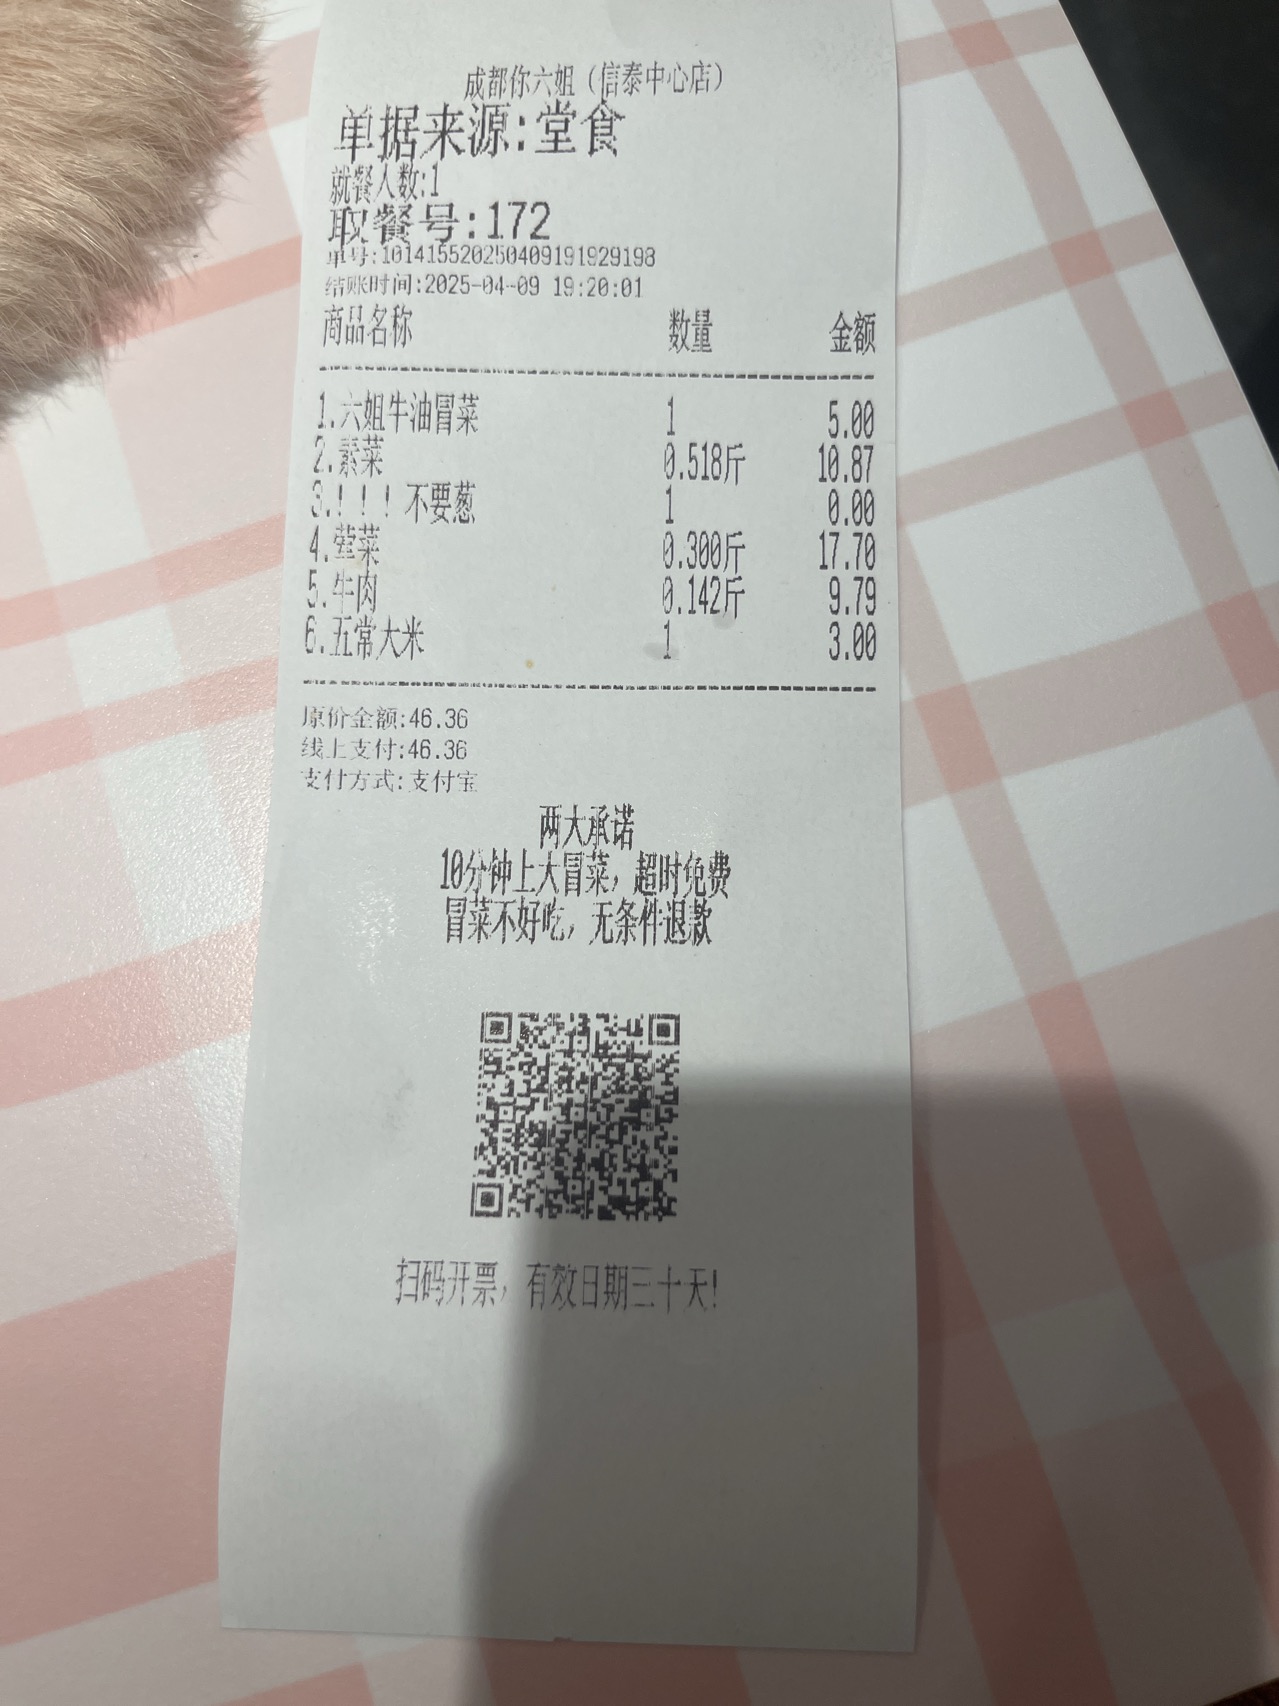 成都你六姐（信泰中心店）
单据来源:堂食
就餐人数:1
取餐号:172
单号:10141552025040919192919​8
结账时间:2025-04-09 19:20:01
商品名称 数量 金额
1.六姐牛油冒菜 1 5.00
2.素菜 0.518斤 10.87
3.！！！不要葱 1 0.00
4.荤菜 0.300斤 17.70
5.牛肉 0.142斤 9.79
6.五常大米 1 3.00
原价金额:46.36
线上支付:46.36
支付方式:支付宝
两大承诺
10分钟上大冒菜，超时免费
冒菜不好吃，无条件退款
扫码开票，有效日期三十天!